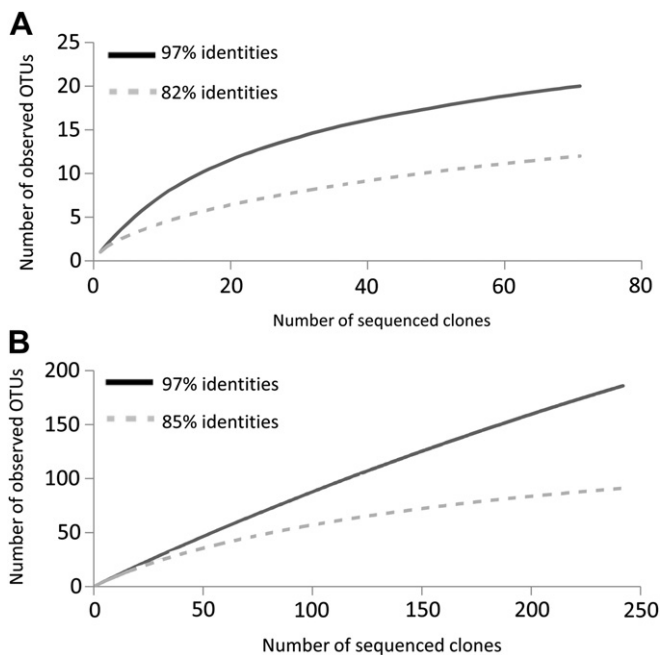 A
Number of observed OTUs
25
20
15
10
5
0
97% identities
82% identities
0 20 40 60 80
Number of sequenced clones
B
Number of observed OTUs
200
150
100
50
0
97% identities
85% identities
0 50 100 150 200 250
Number of sequenced clones